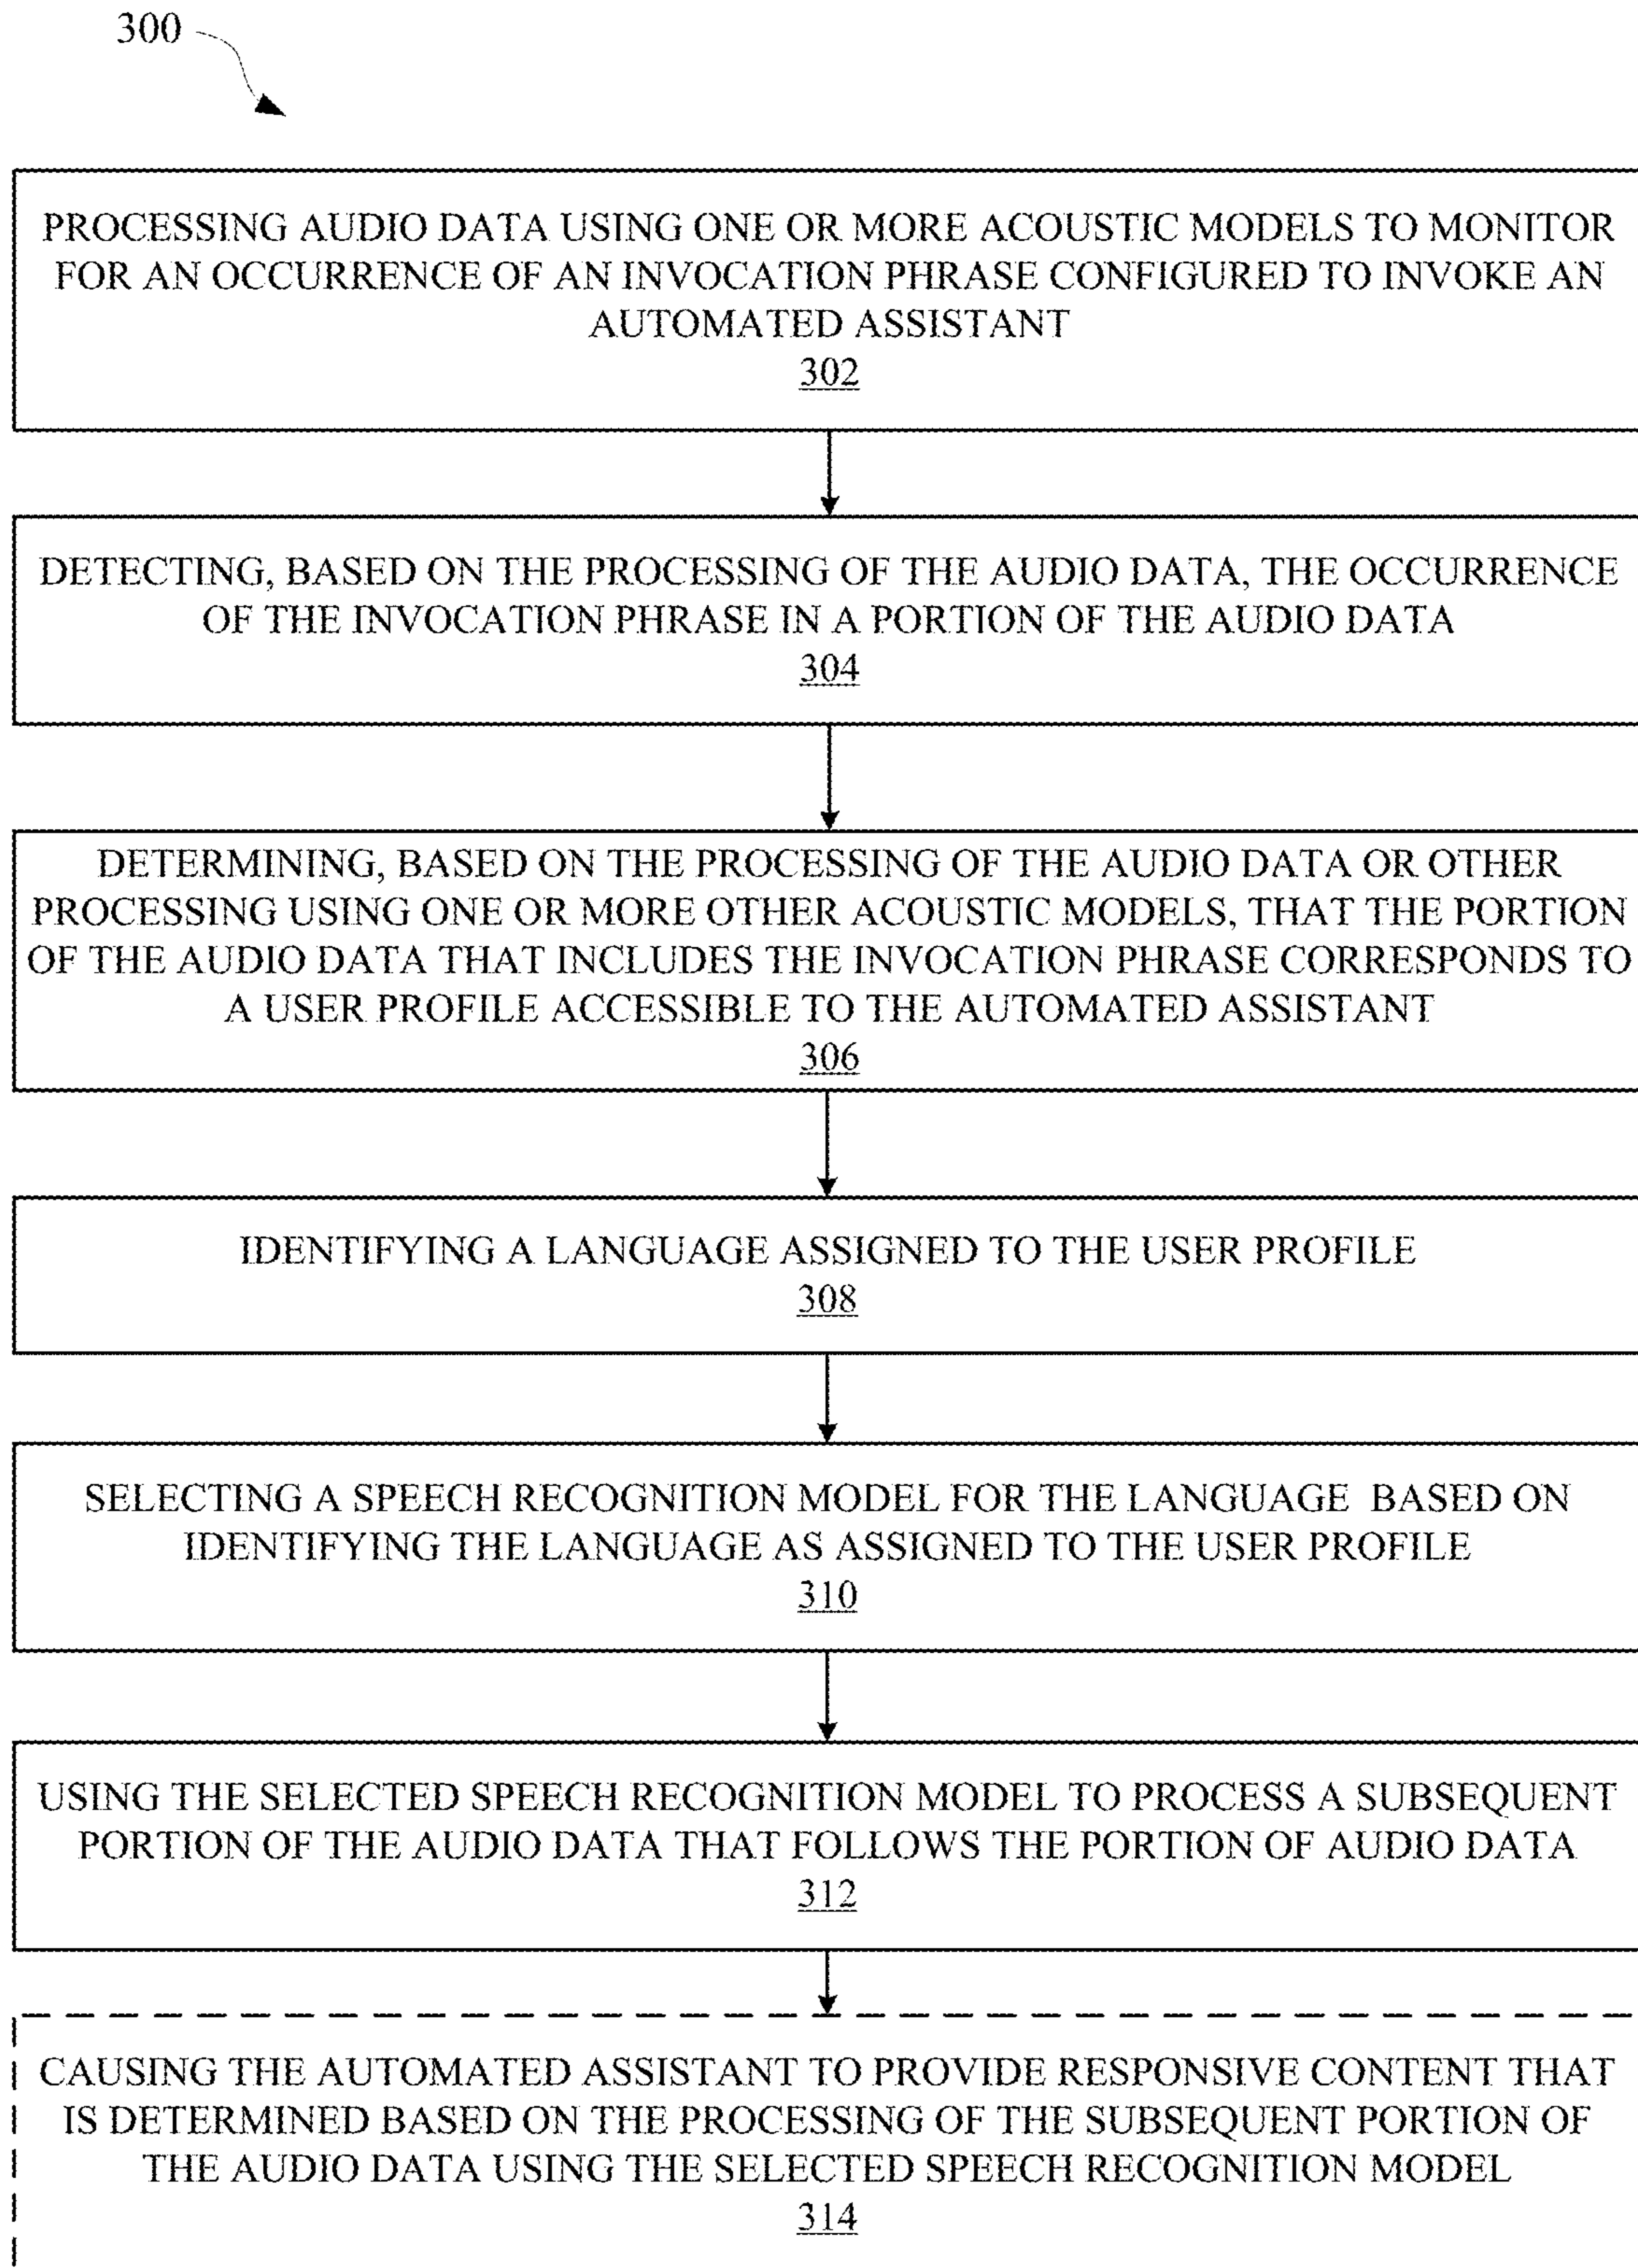 300
PROCESSING AUDIO DATA USING ONE OR MORE ACOUSTIC MODELS TO MONITOR
FOR AN OCCURRENCE OF AN INVOCATION PHRASE CONFIGURED TO INVOKE AN
AUTOMATED ASSISTANT
302
DETECTING, BASED ON THE PROCESSING OF THE AUDIO DATA, THE OCCURRENCE
OF THE INVOCATION PHRASE IN A PORTION OF THE AUDIO DATA
304
DETERMINING, BASED ON THE PROCESSING OF THE AUDIO DATA OR OTHER
PROCESSING USING ONE OR MORE OTHER ACOUSTIC MODELS, THAT THE PORTION
OF THE AUDIO DATA THAT INCLUDES THE INVOCATION PHRASE CORRESPONDS TO
A USER PROFILE ACCESSIBLE TO THE AUTOMATED ASSISTANT
306
IDENTIFYING A LANGUAGE ASSIGNED TO THE USER PROFILE
308
SELECTING A SPEECH RECOGNITION MODEL FOR THE LANGUAGE BASED ON
IDENTIFYING THE LANGUAGE AS ASSIGNED TO THE USER PROFILE
310
USING THE SELECTED SPEECH RECOGNITION MODEL TO PROCESS A SUBSEQUENT
PORTION OF THE AUDIO DATA THAT FOLLOWS THE PORTION OF AUDIO DATA
312
CAUSING THE AUTOMATED ASSISTANT TO PROVIDE RESPONSIVE CONTENT THAT
IS DETERMINED BASED ON THE PROCESSING OF THE SUBSEQUENT PORTION OF
THE AUDIO DATA USING THE SELECTED SPEECH RECOGNITION MODEL
314